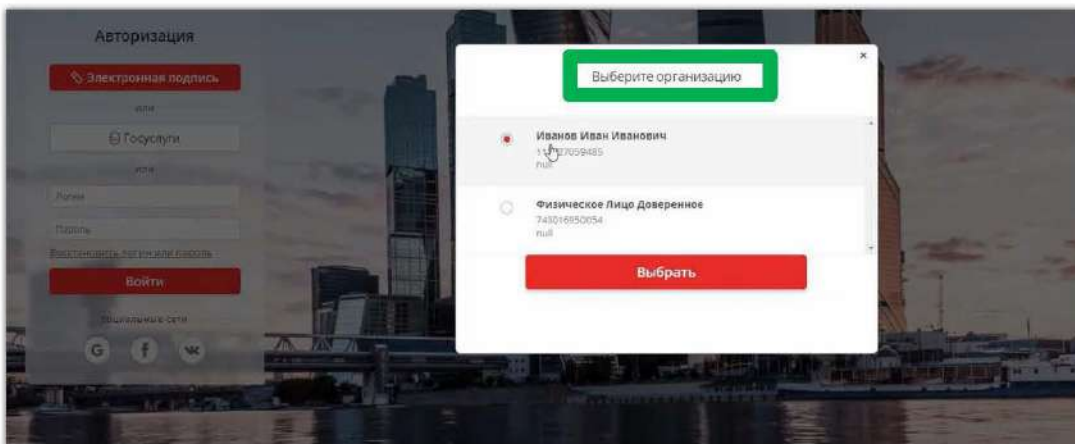 Авторизация
Электронная подпись
или
Госуслуги
или
Логин
Пароль
Восстановить логин или пароль
Войти
социальные сети
G f
Выберите организацию
×
Иванов Иван Иванович
null
Физическое Лицо Доверенное
743016950054
null
Выбрать